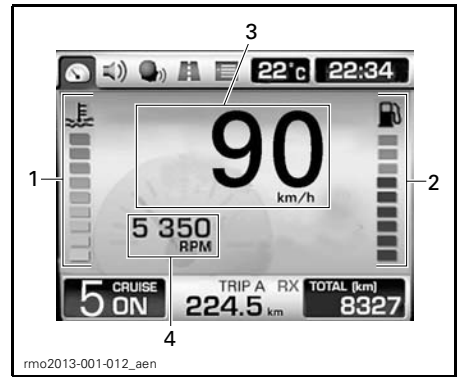 3
22°c 22:34
1
90
km/h
2
5 350
RPM
5 CRUISE ON
TRIP A RX
224.5 km
TOTAL (km)
8327
4
rmo2013-001-012_aen